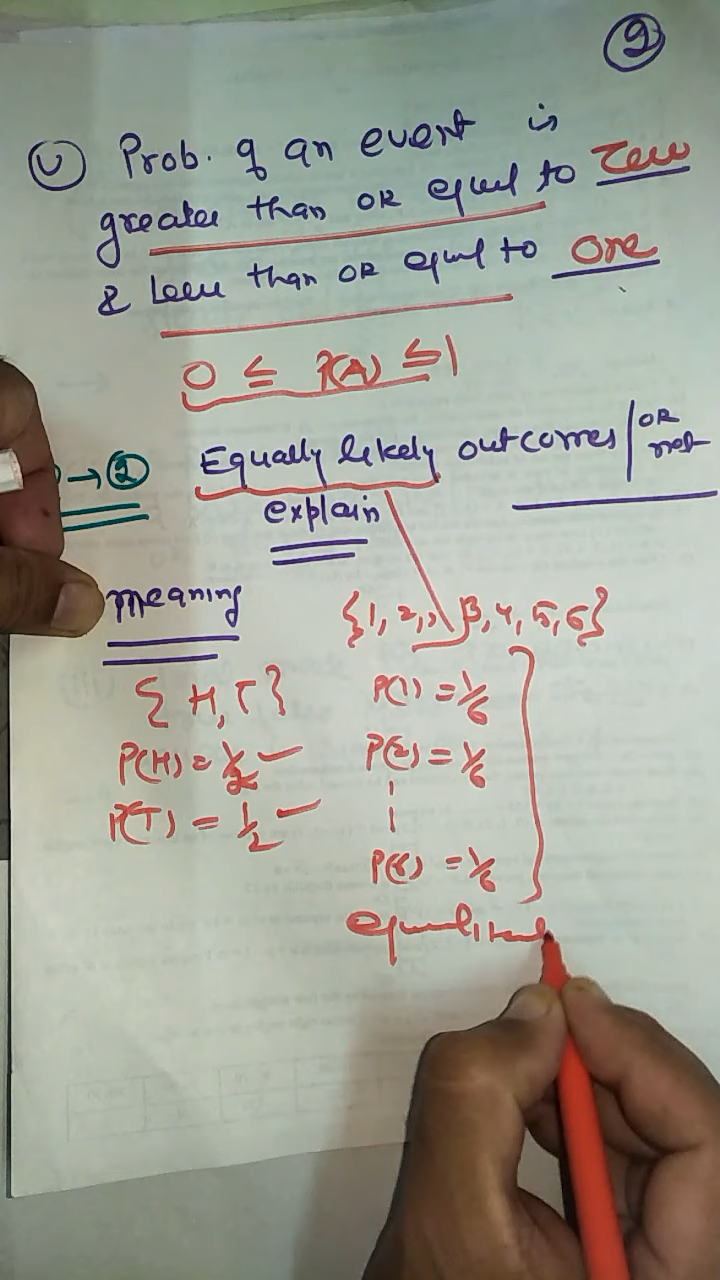 9
(v) Prob. of an event is
greater than OR equal to Zero
& less than OR equal to one
0 ≤ P(A) ≤ 1
→ (2) Equally likely outcomes / OR not
explain
meaning
{1, 2, , 3, 4, 5, 6}
{H, T}
P(1) = 1/6
P(H) = 1/2
P(2) = 1/6
P(T) = 1/2
P(6) = 1/6